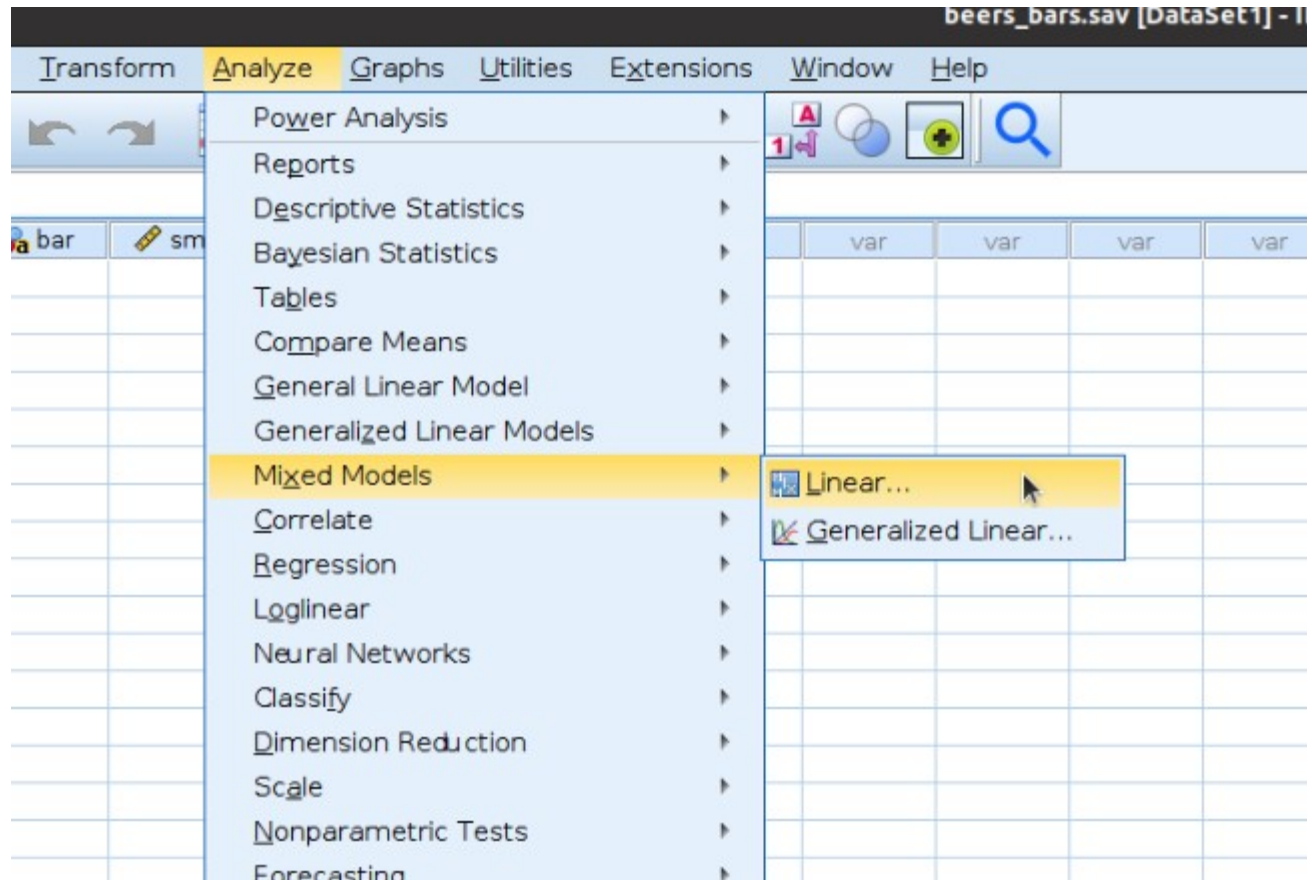 beers_bars.sav [DataSet1] - I
Transform Analyze Graphs Utilities Extensions Window Help
A
1
a bar sm var var var var
Power Analysis
Reports
Descriptive Statistics
Bayesian Statistics
Tables
Compare Means
General Linear Model
Generalized Linear Models
Mixed Models
Linear...
Generalized Linear...
Correlate
Regression
Loglinear
Neural Networks
Classify
Dimension Reduction
Scale
Nonparametric Tests
Forecasting